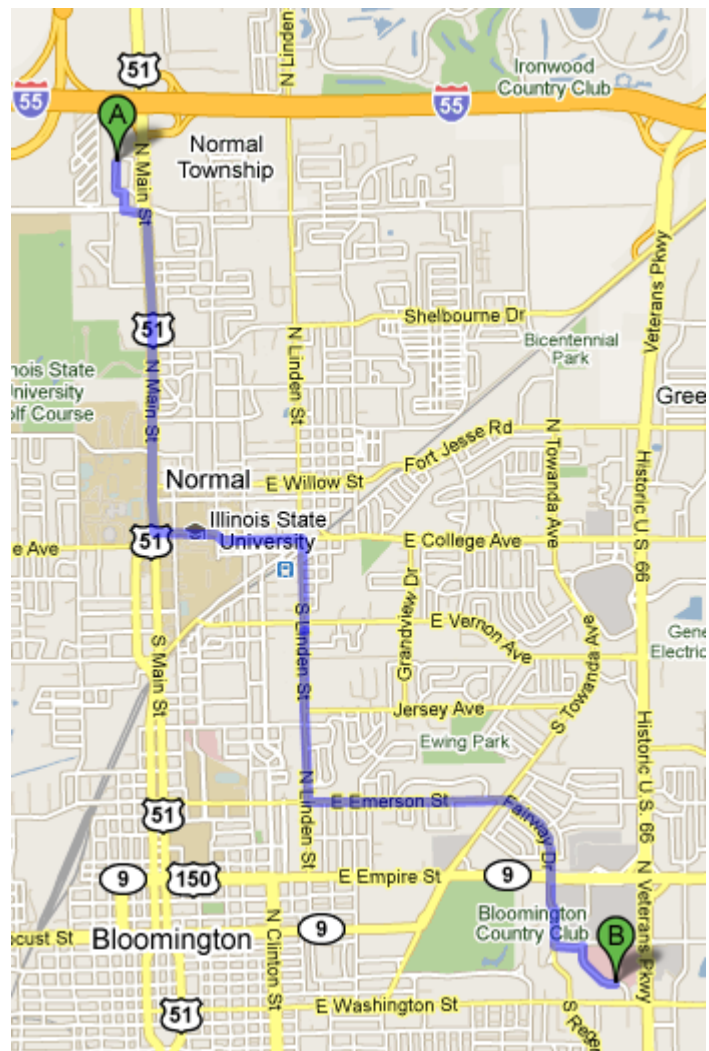 51
N Linden
Ironwood
Country Club
55
55
A
N Main St
Normal
Township
Veterans Pkwy
N Linden St
Shelbourne Dr
51
Bicentennial
Park
N Main St
inois State
University
olf Course
Gree
N Towanda Ave
Fort Jesse Rd
Normal
E Willow St
Historic U.S. 66
Illinois State
University
51
E College Ave
e Ave
Grandview Dr
S Linden St
E Vernon Ave
Gene
Electric
S Main St
S Towanda Ave
Jersey Ave
Ewing Park
Historic U.S. 66
N Linden St
E Emerson St
51
Fairway Dr
9
150
E Empire St
9
N Veterans Pkwy
N Clinton St
Bloomington
Country Club
ocust St
Bloomington
9
B
E Washington St
51
S Rege